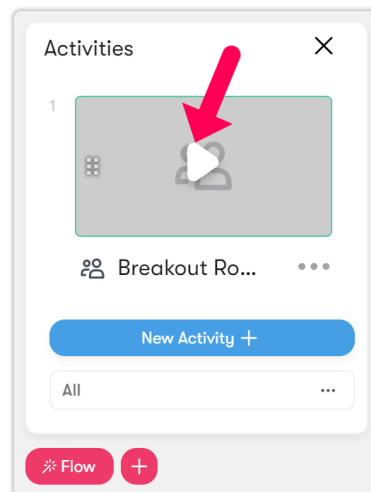 Activities
1
Breakout Ro...
New Activity +
All
Flow